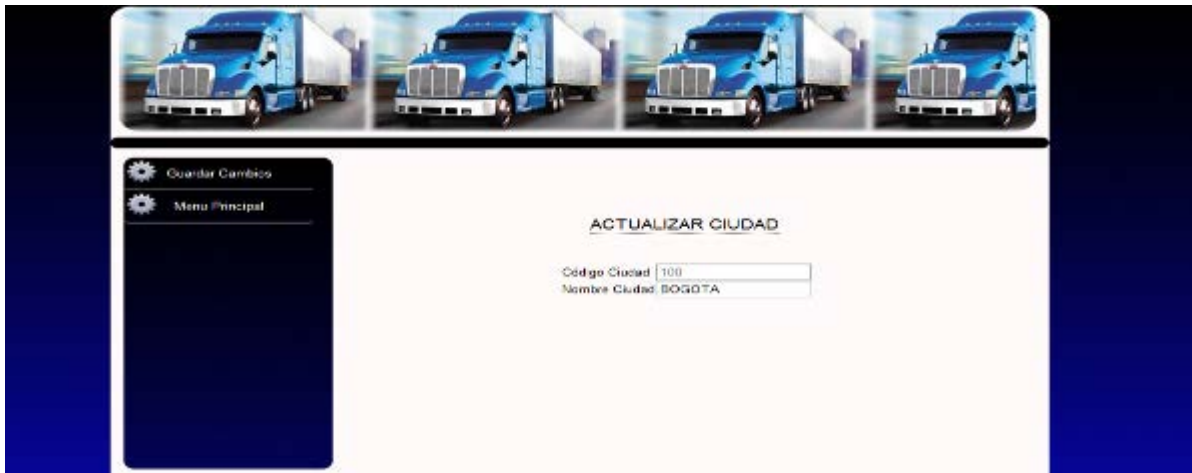 Guardar Cambios
Menu Principal
ACTUALIZAR CIUDAD
Código Ciudad 100
Nombre Ciudad BOGOTA